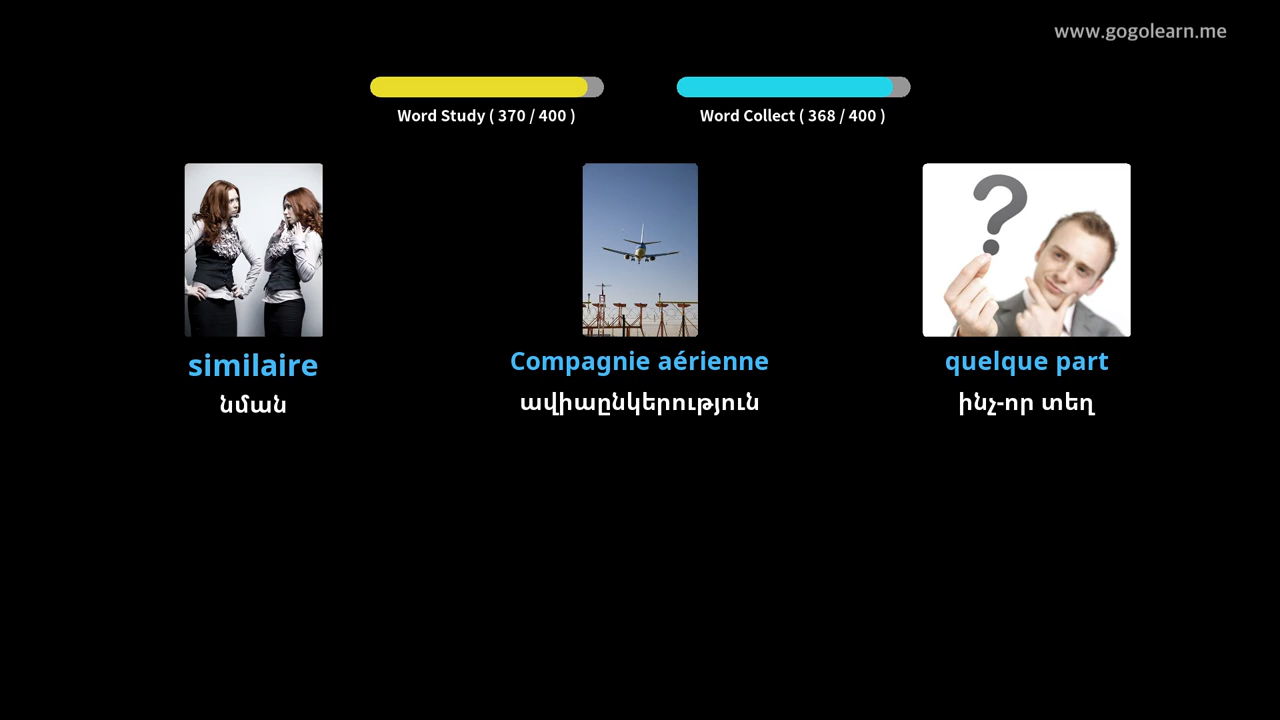 www.gogolearn.me
Word Study ( 370 / 400 )
Word Collect ( 368 / 400 )
similaire
նման
Compagnie aérienne
ավիաընկերություն
quelque part
ինչ-որ տեղ